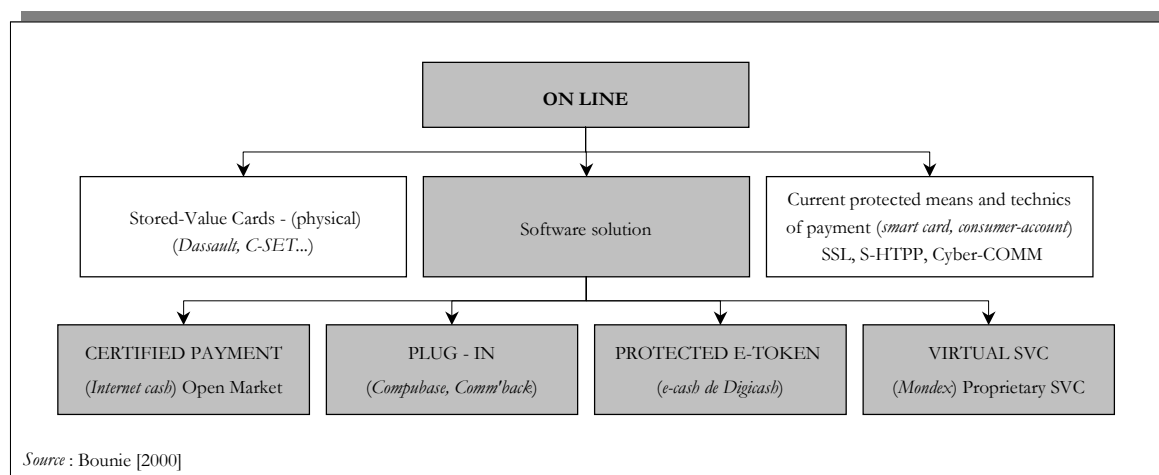 ON LINE
Stored-Value Cards - (physical)
(Dassault, C-SET...)
Software solution
Current protected means and technics
of payment (smart card, consumer-account)
SSL, S-HTPP, Cyber-COMM
CERTIFIED PAYMENT
(Internet cash) Open Market
PLUG - IN
(Compubase, Comm'back)
PROTECTED E-TOKEN
(e-cash de Digicash)
VIRTUAL SVC
(Mondex) Proprietary SVC
Source : Bounie [2000]